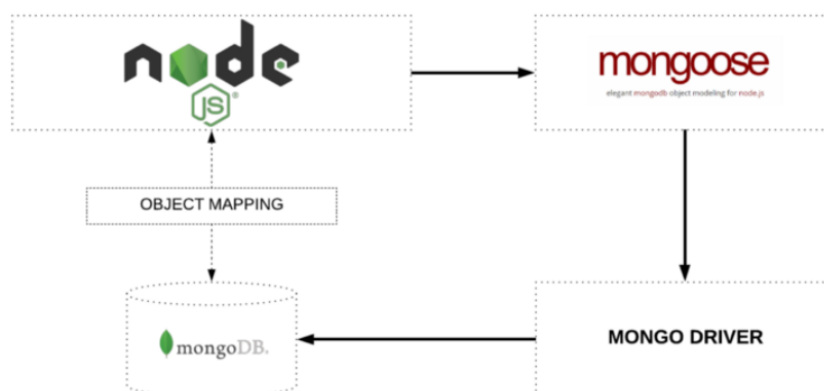 node
JS®
mongoose
elegant mongodb object modeling for node.js
OBJECT MAPPING
mongoDB.
MONGO DRIVER